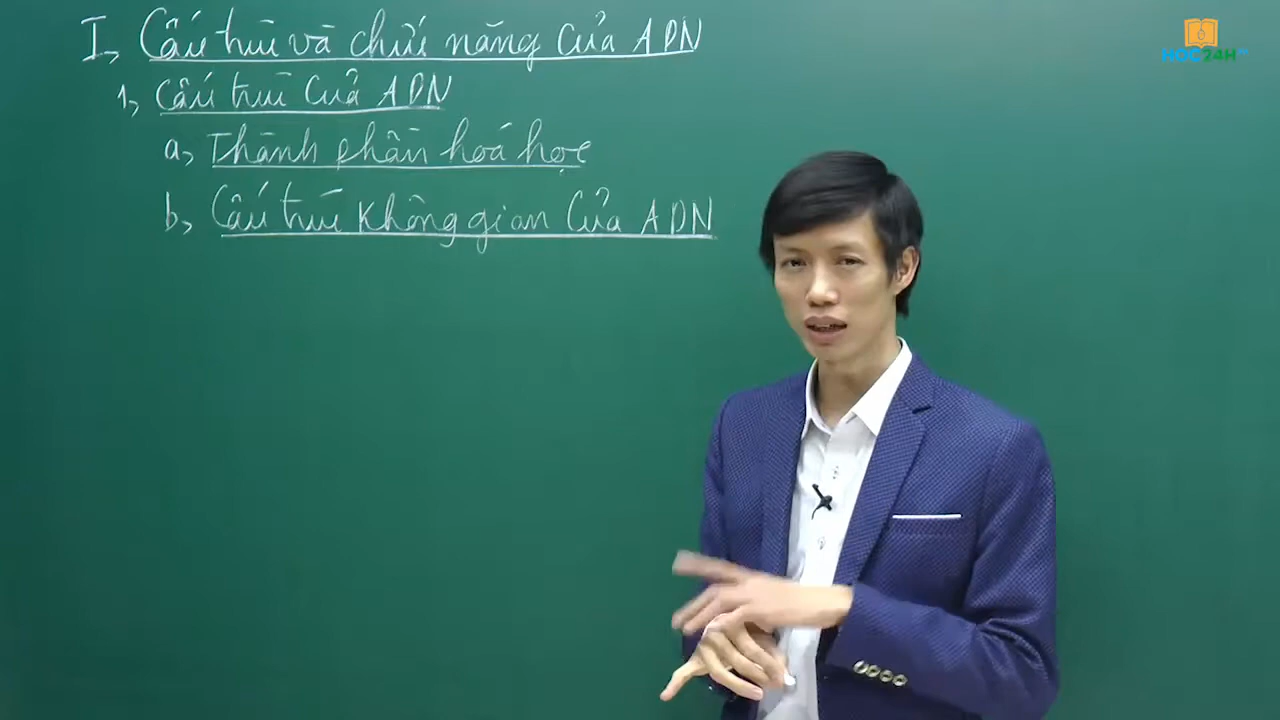 I, Cấu trúc và chức năng của ADN
1, Cấu trúc của ADN
a, Thành phần hoá học
b, Cấu trúc không gian của ADN
HOC24H